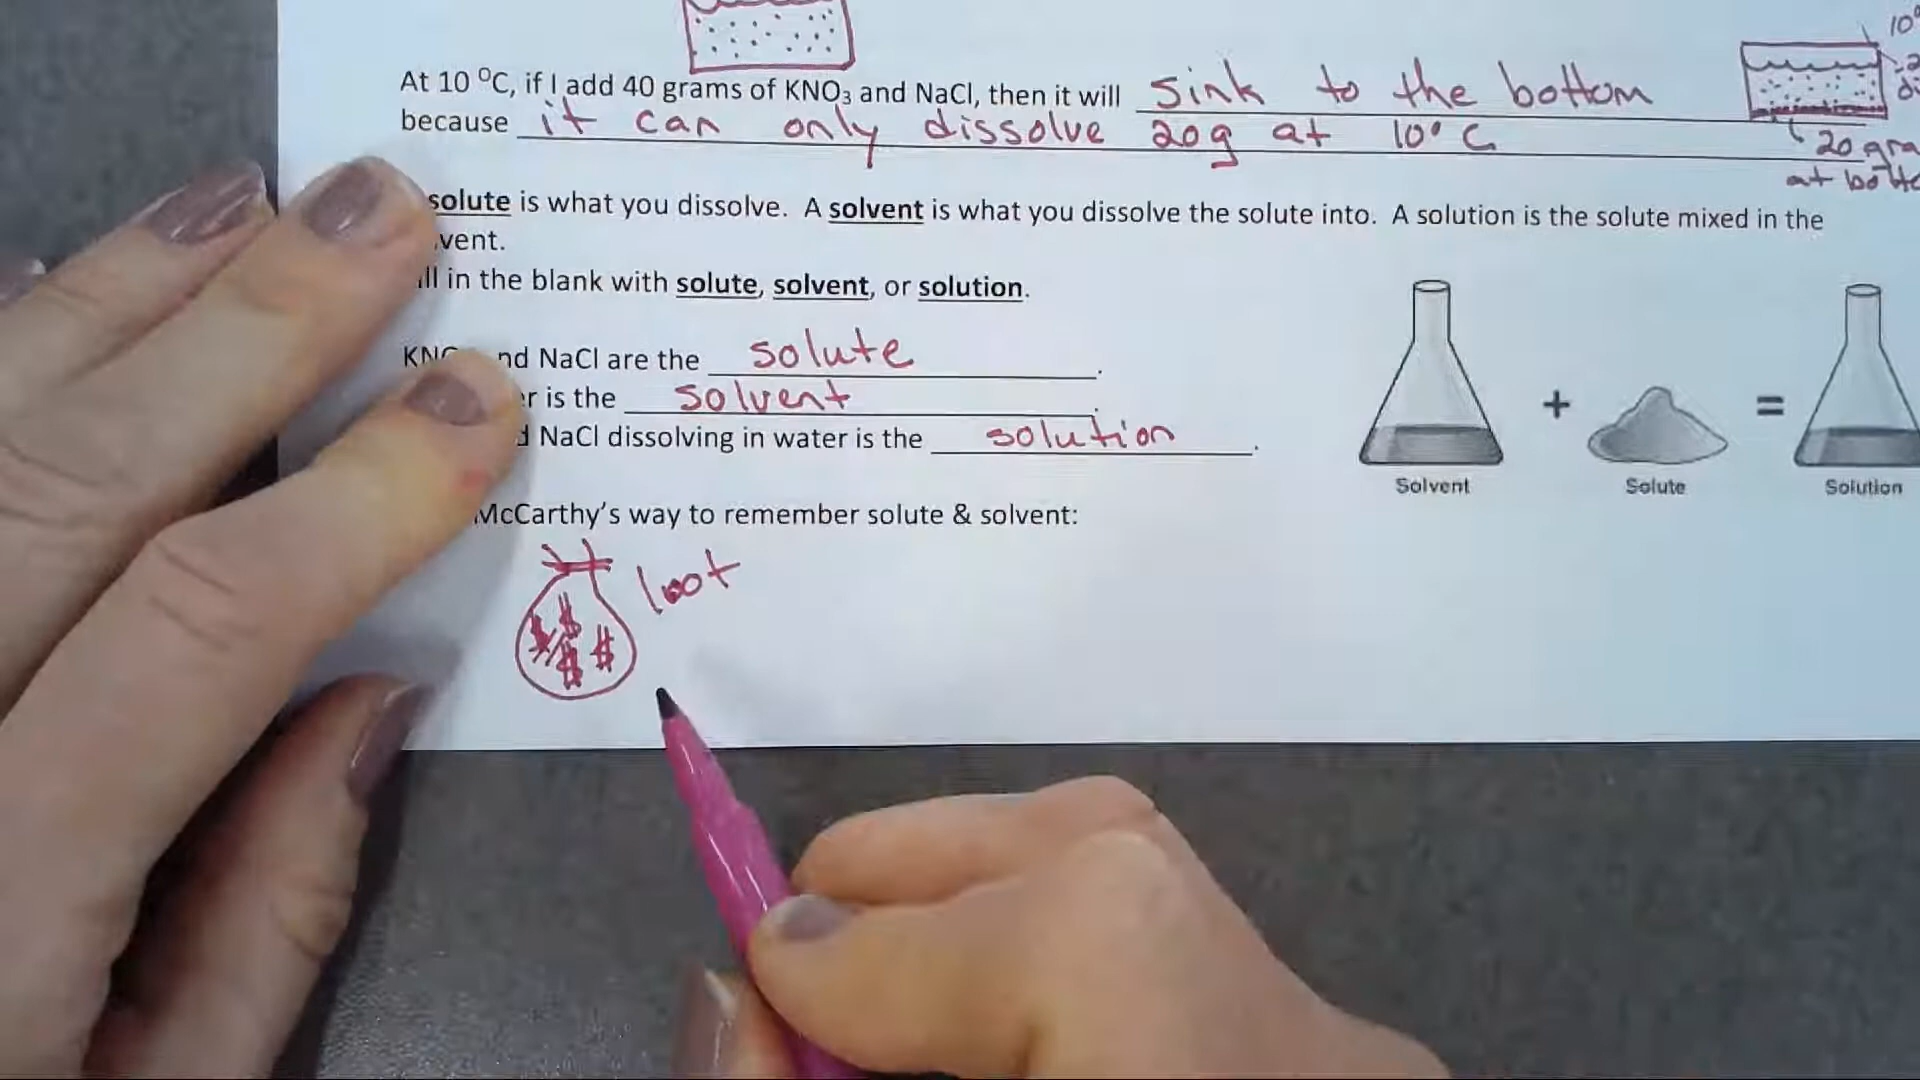 10
At 10 ⁰C, if I add 40 grams of KNO₃ and NaCl, then it will sink to the bottom
because it can only dissolve 20g at 10° C
20 gra
at botto
solute is what you dissolve. A solvent is what you dissolve the solute into. A solution is the solute mixed in the
vent.
ll in the blank with solute, solvent, or solution.
nd NaCl are the solute.
r is the solvent.
d NaCl dissolving in water is the solution.
Solvent + Solute = Solution
McCarthy's way to remember solute & solvent:
loot
$ $ $ $